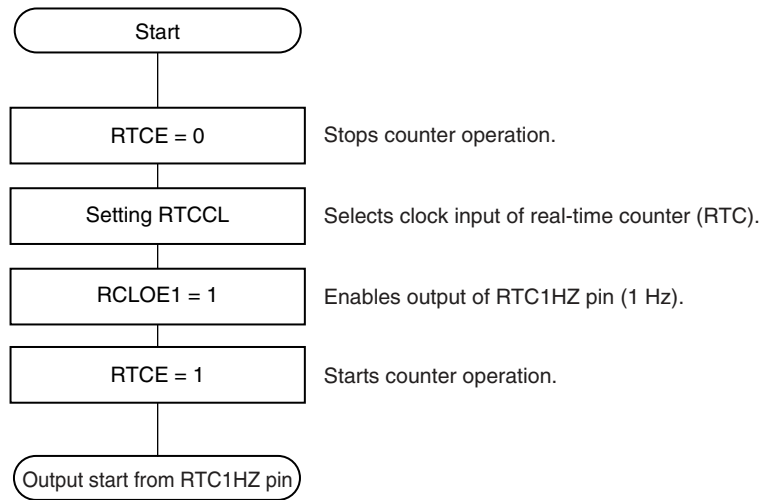 Start
RTCE = 0
Stops counter operation.
Setting RTCCL
Selects clock input of real-time counter (RTC).
RCLOE1 = 1
Enables output of RTC1HZ pin (1 Hz).
RTCE = 1
Starts counter operation.
Output start from RTC1HZ pin